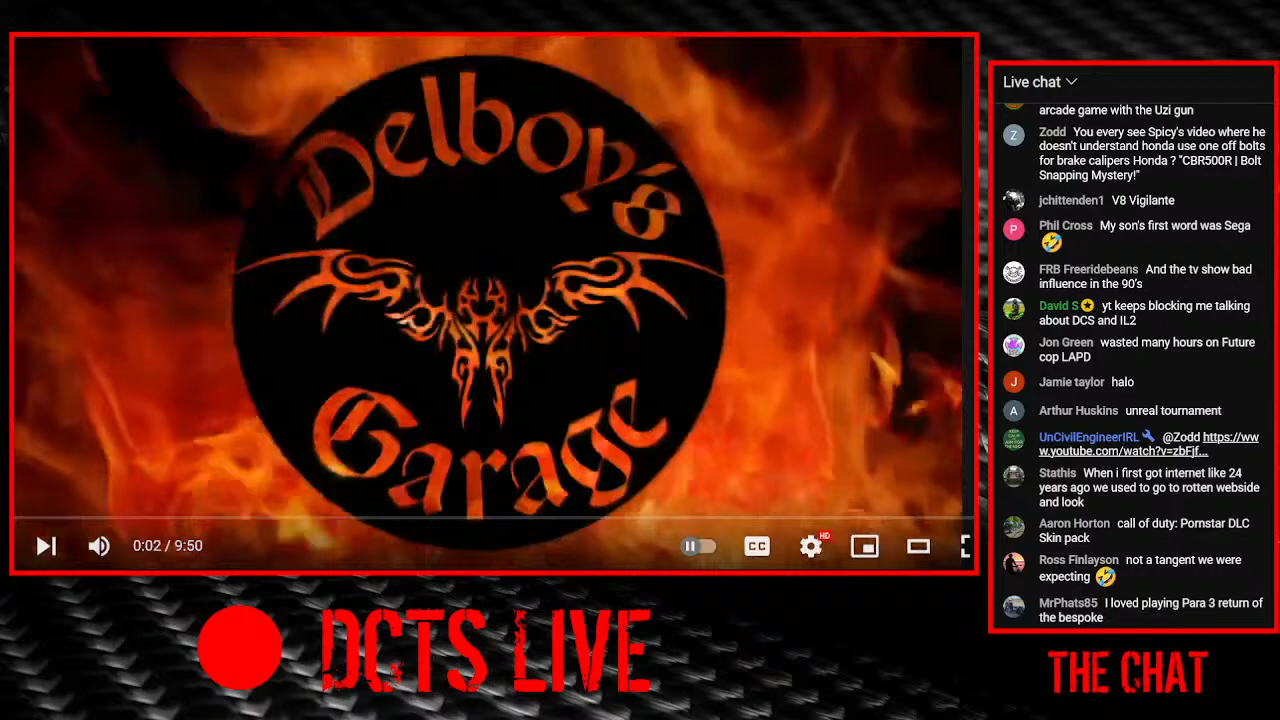 Delboy's
Garage
0:02 / 9:50
CC
HD
DCTS LIVE
Live chat
arcade game with the Uzi gun
Z
Zodd You every see Spicy's video where he
doesn't understand honda use one off bolts
for brake calipers Honda ? "CBR500R | Bolt
Snapping Mystery!"
jchittenden1 V8 Vigilante
P
Phil Cross My son's first word was Sega
🤣
FRB Freeridebeans And the tv show bad
influence in the 90's
David S yt keeps blocking me talking
about DCS and IL2
Jon Green wasted many hours on Future
cop LAPD
J
Jamie taylor halo
A
Arthur Huskins unreal tournament
UnCivilEngineerIRL @Zodd https://ww
w.youtube.com/watch?v=zbFjf...
Stathis When i first got internet like 24
years ago we used to go to rotten webside
and look
Aaron Horton call of duty: Pornstar DLC
Skin pack
Ross Finlayson not a tangent we were
expecting 🤣
MrPhats85 I loved playing Para 3 return of
the bespoke
THE CHAT